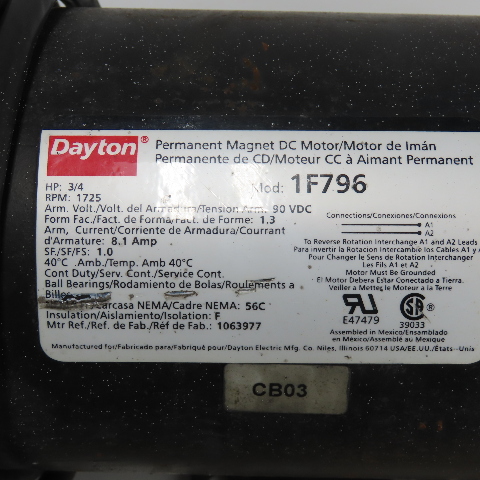 Dayton®
Permanent Magnet DC Motor/Motor de Imán
Permanente de CD/Moteur CC à Aimant Permanent
HP: 3/4
Mod: 1F796
RPM: 1725
Arm. Volt./Volt. del Armadura/Tension Arm. 90 VDC
Form Fac./Fact. de Forma/Fact. de Forme: 1.3
Arm, Current/Corriente de Armadura/Courrant
d'Armature: 8.1 Amp
SF/SF/FS: 1.0
40°C .Amb/Temp. Amb 40°C
Cont Duty/Serv. Cont./Service Cont.
Ball Bearings/Rodamiento de Bolas/Roulements a
Billes
carcasa NEMA/Cadre NEMA: 56C
Insulation/Aislamiento/Isolation: F
Mtr Ref./Ref. de Fab./Réf de Fab.: 1063977
Connections/Conexiones/Connexions
A1
A2
To Reverse Rotation Interchange A1 and A2 Leads
Para Invertir la Rotacion Intercambie los Cables A1 y
Pour Changer le Sens de Rotation Interchanger
les Fils A1 et A2
Motor Must Be Grounded
El Motor Debera Estar Conectado a Tierra.
Veiller a Metter le Moteur a la Terre
E47479
SA
39033
Assembled in Mexico/Ensamblado
en México/Assemblé au Mexique
Manufactured for/Fabricado para/Fabriqué pour/Dayton Electric Mfg. Co. Niles, Illinois 60714 USA/EE.UU./États-Unis
CB03